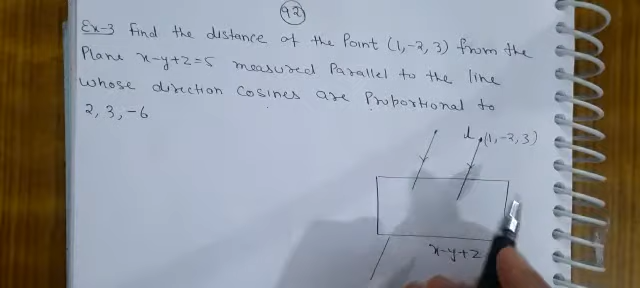 92
Ex-3 Find the distance of the Point (1,-2,3) from the
Plane x-y+z=5 measured Parallel to the line
whose direction cosines are Proportional to
2, 3, -6
L (1,-2,3)
x-y+z